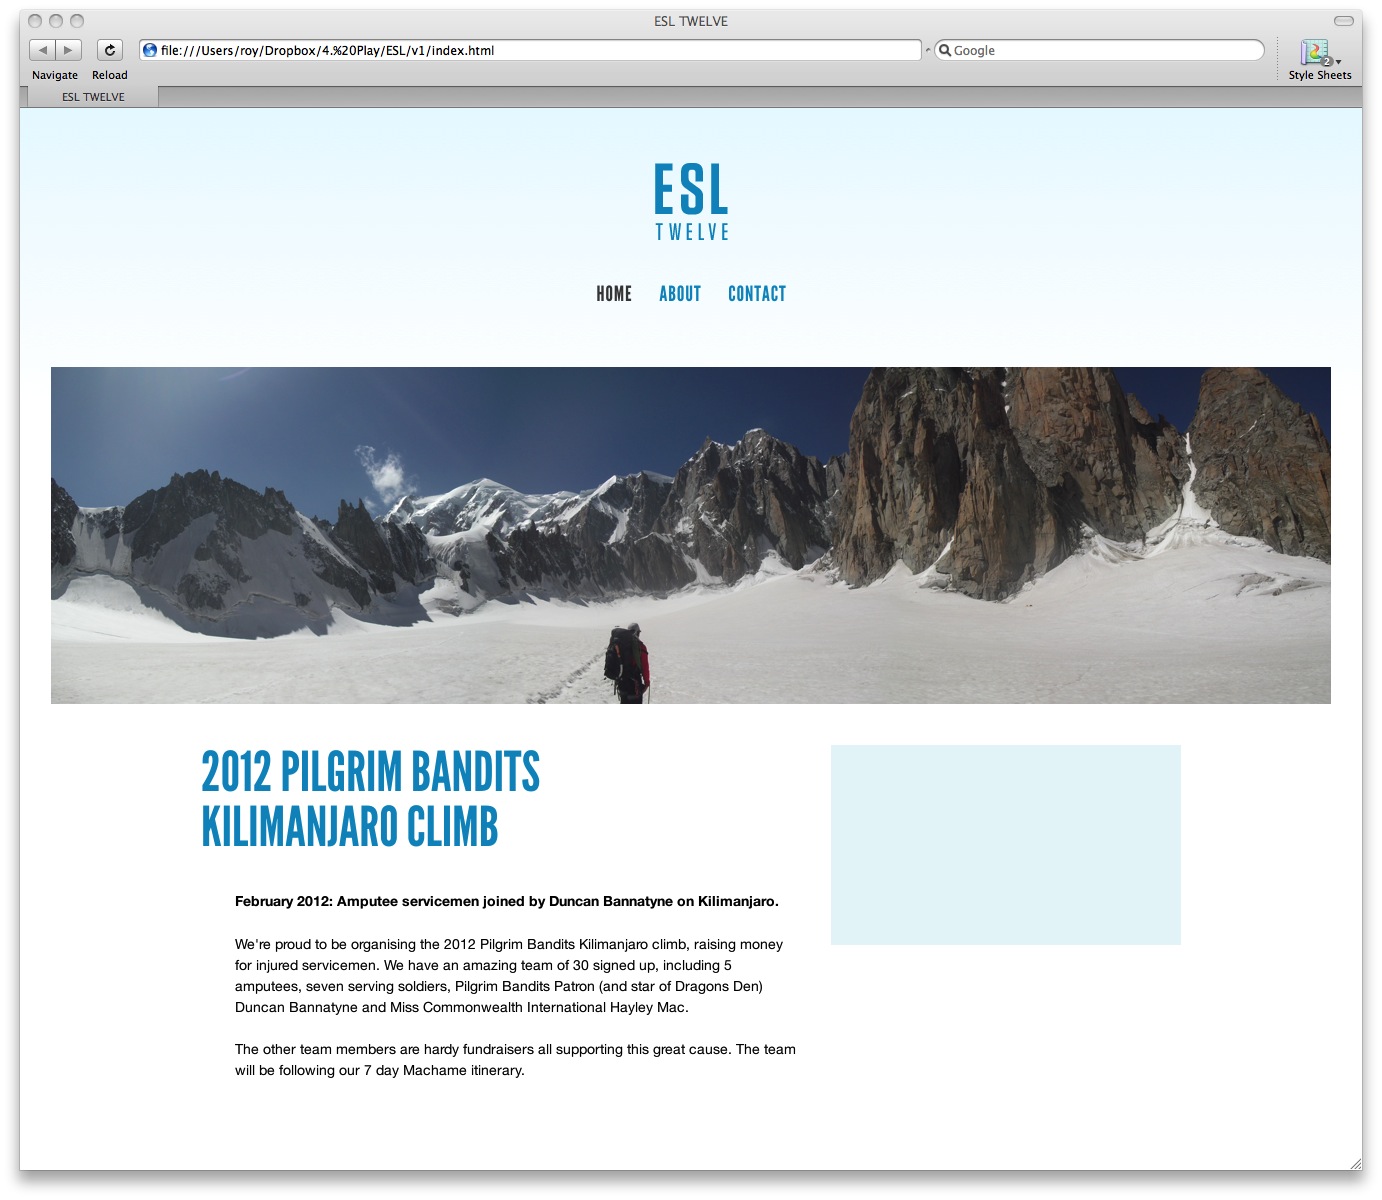 ESL TWELVE
file:///Users/roy/Dropbox/4.%20Play/ESL/v1/index.html
Google
Navigate
Reload
2
Style Sheets
ESL TWELVE
ESL
TWELVE
HOME
ABOUT
CONTACT
2012 PILGRIM BANDITS
KILIMANJARO CLIMB
February 2012: Amputee servicemen joined by Duncan Bannatyne on Kilimanjaro.
We're proud to be organising the 2012 Pilgrim Bandits Kilimanjaro climb, raising money
for injured servicemen. We have an amazing team of 30 signed up, including 5
amputees, seven serving soldiers, Pilgrim Bandits Patron (and star of Dragons Den)
Duncan Bannatyne and Miss Commonwealth International Hayley Mac.
The other team members are hardy fundraisers all supporting this great cause. The team
will be following our 7 day Machame itinerary.